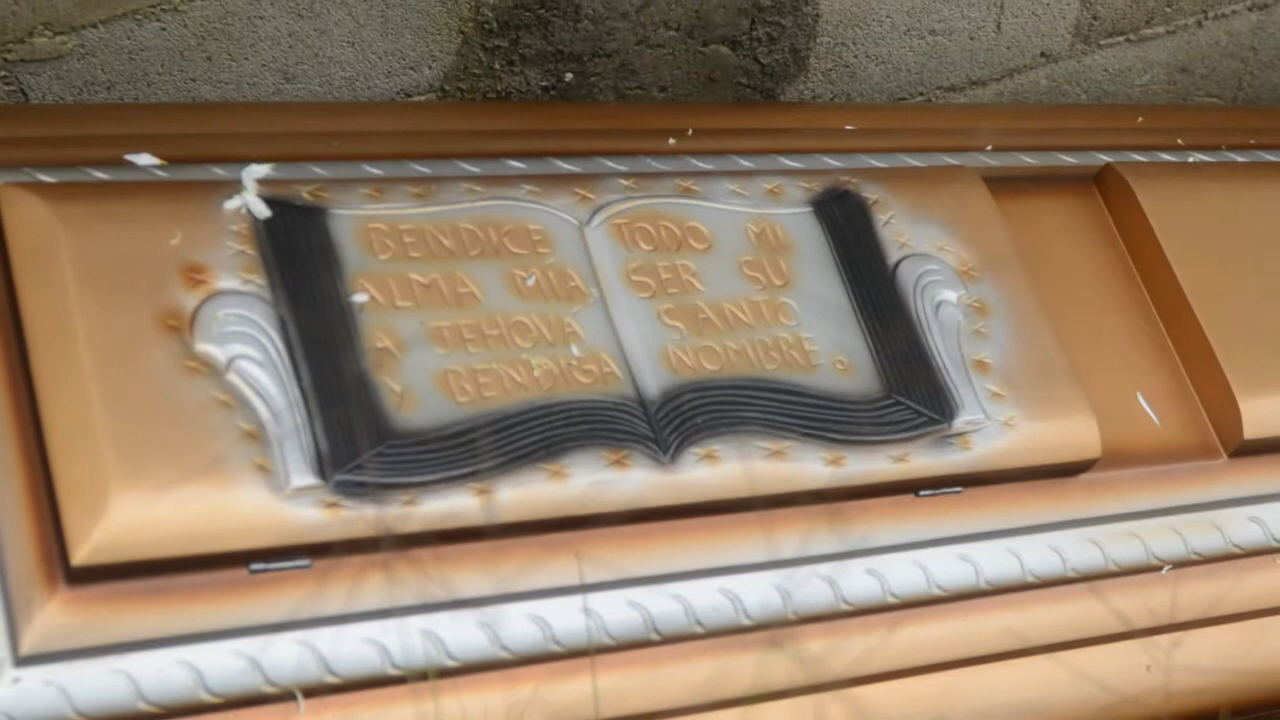 BENDICE
ALMA MIA
A JEHOVA
Y BENDIGA
TODO MI
SER SU
SANTO
NOMBRE.